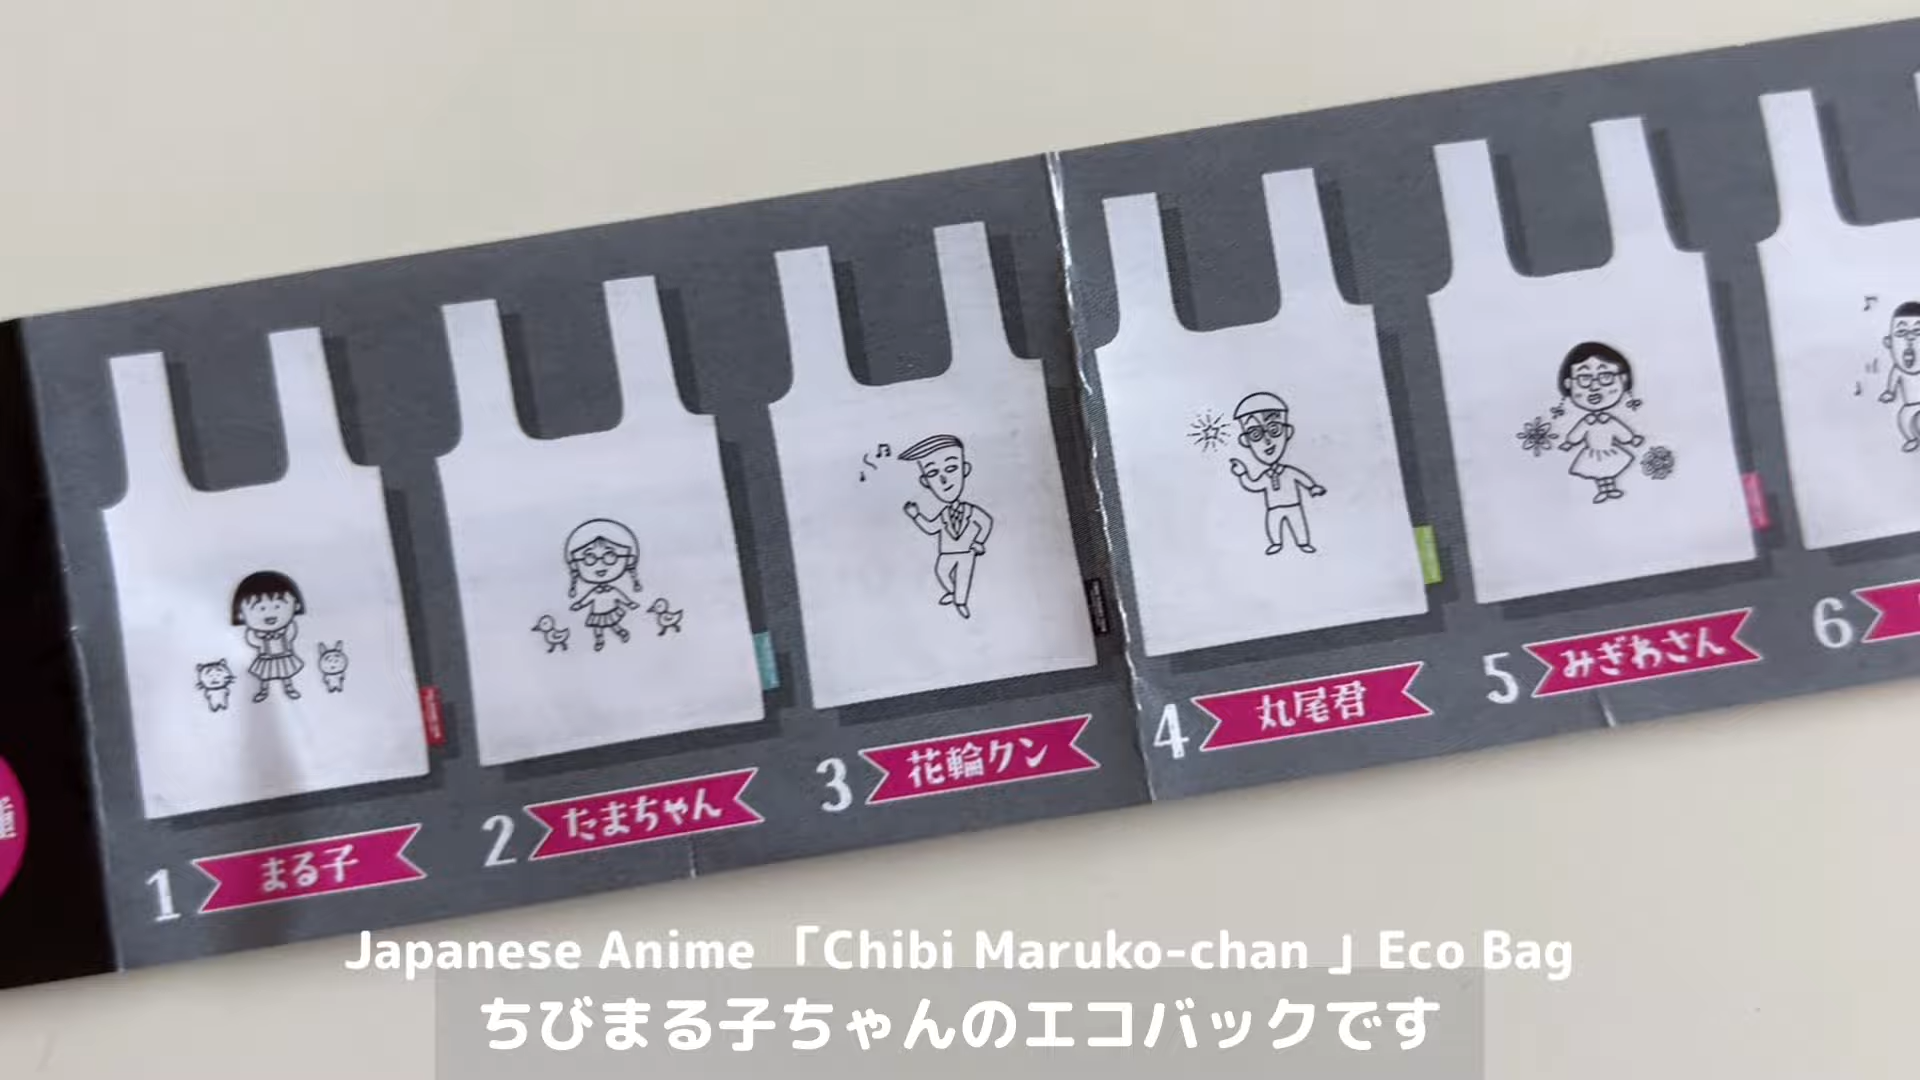 1 まる子
2 たまちゃん
3 花輪クン
4 丸尾君
5 みぎわさん
6
Japanese Anime 「Chibi Maruko-chan 」Eco Bag
ちびまる子ちゃんのエコバックです